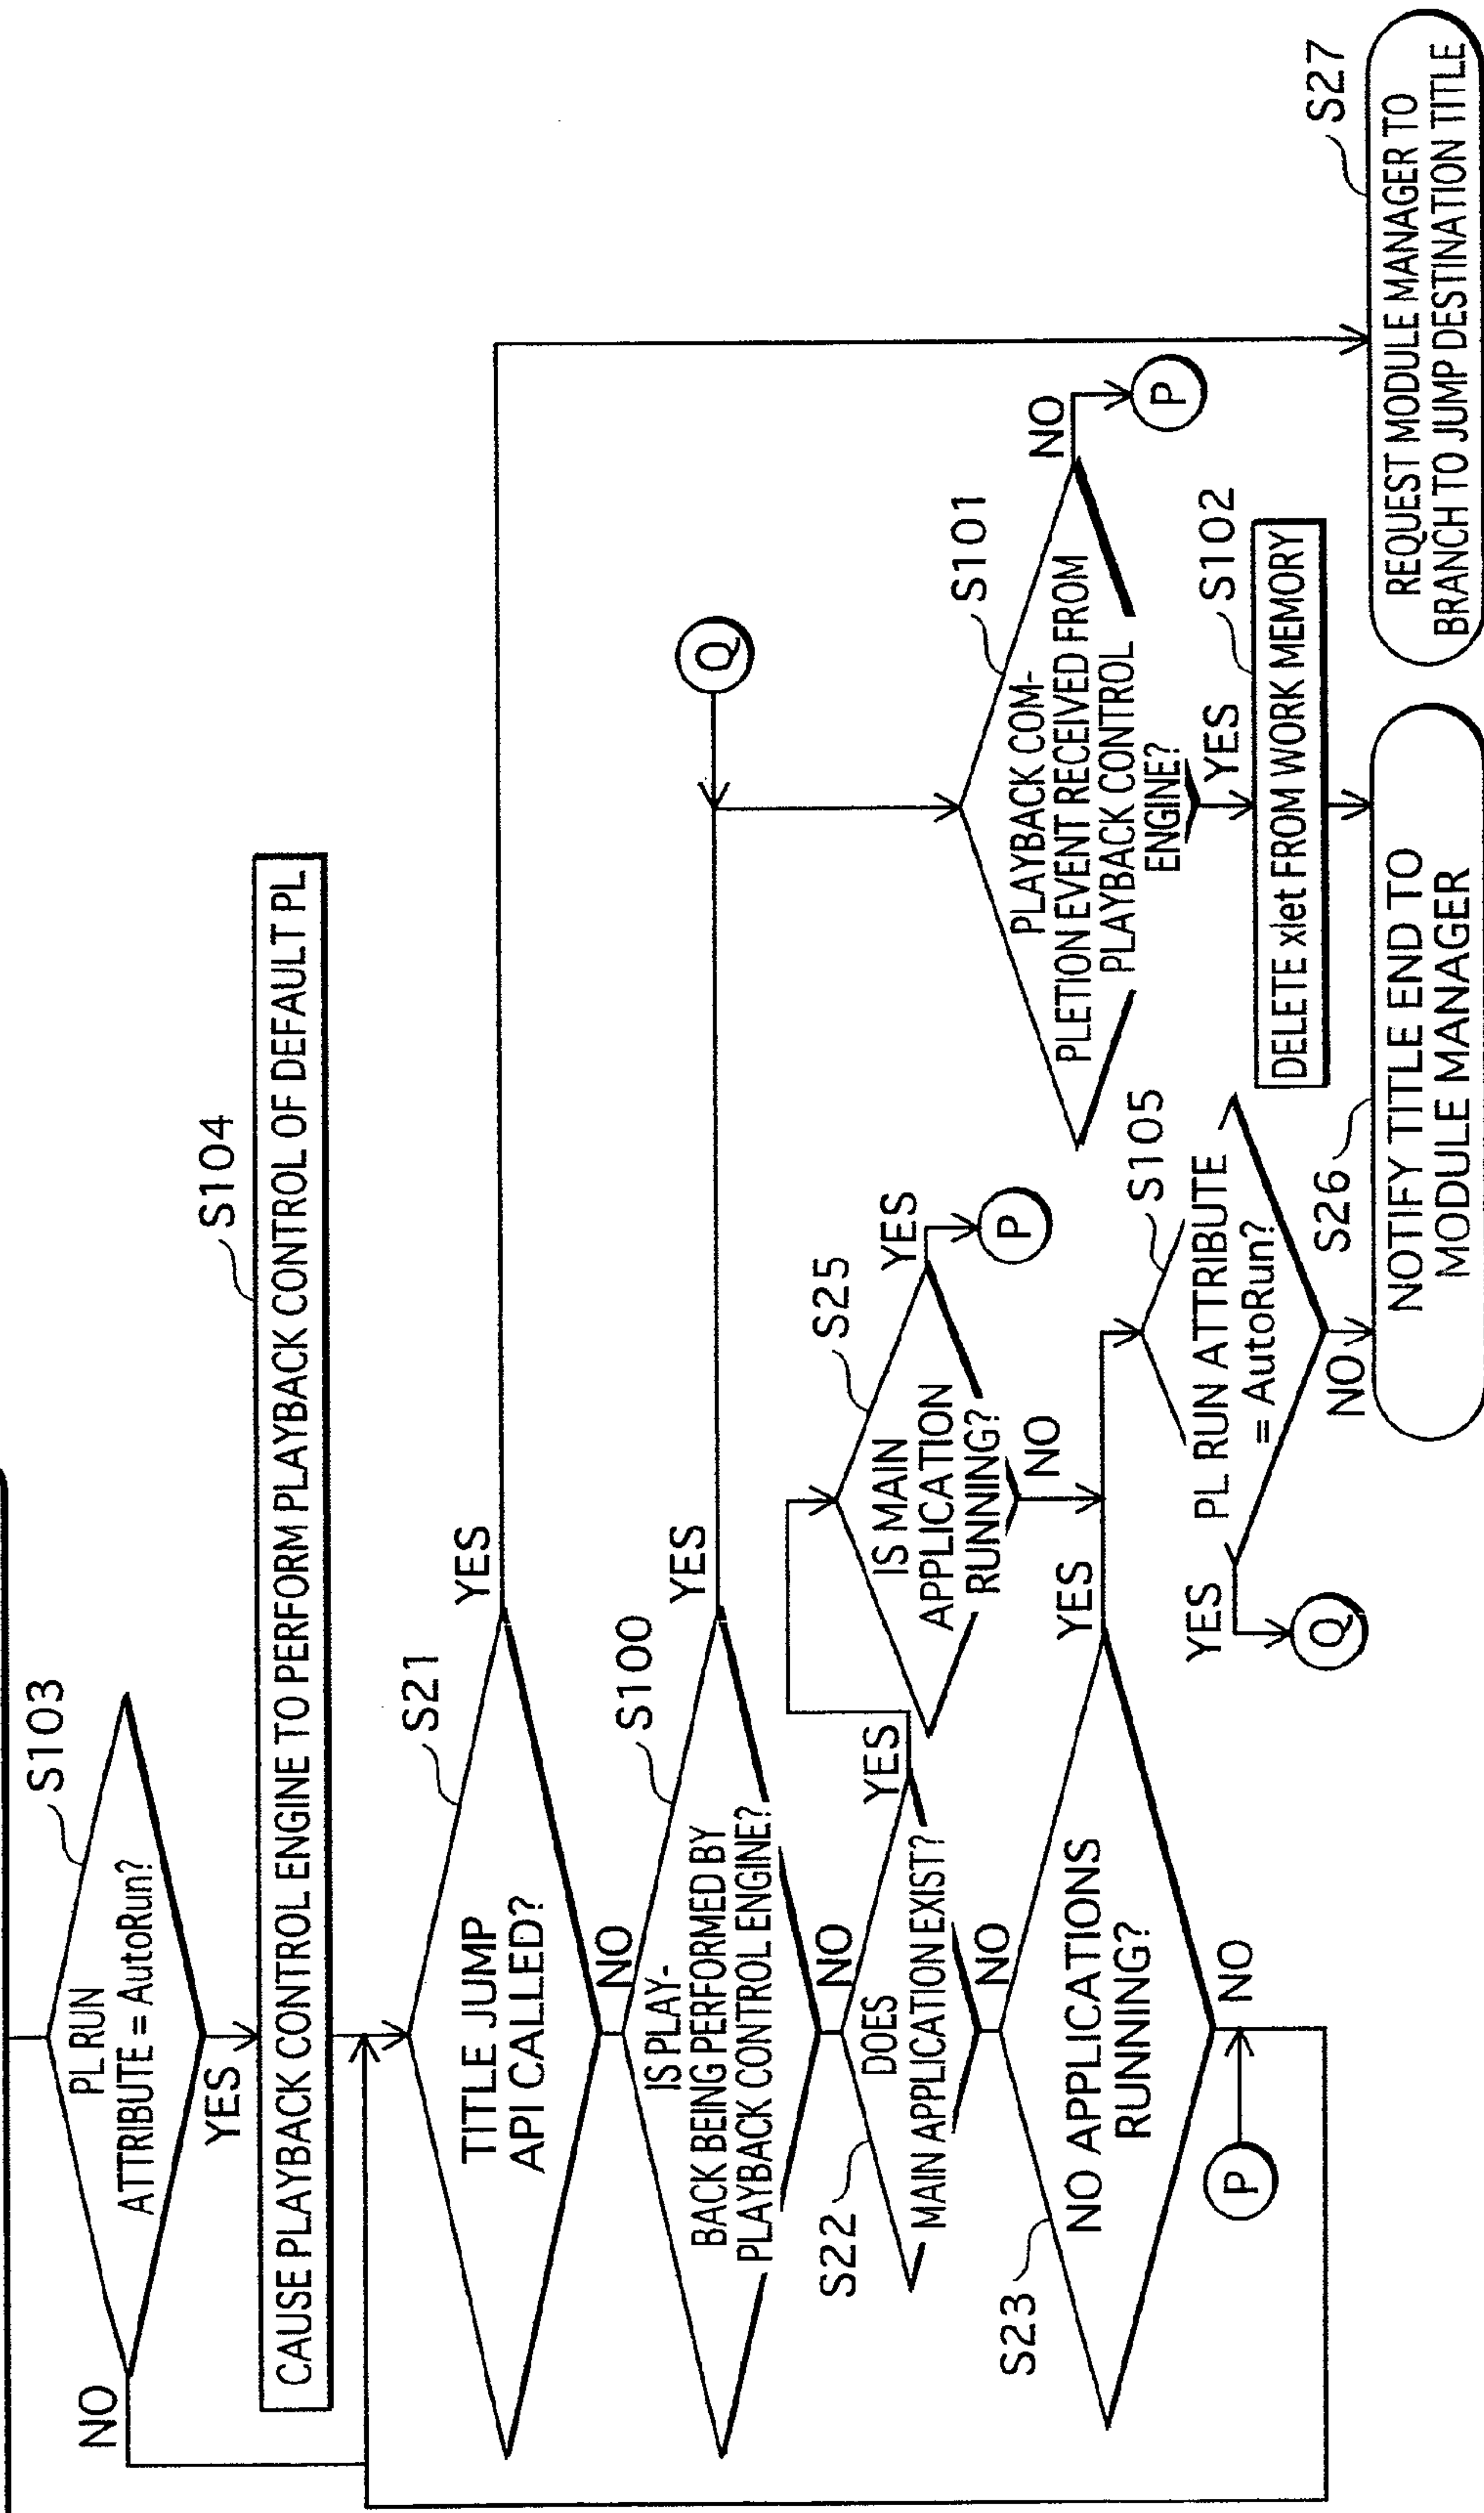 S103
PL RUN
ATTRIBUTE = AutoRun?
NO
YES
S104
CAUSE PLAYBACK CONTROL ENGINE TO PERFORM PLAYBACK CONTROL OF DEFAULT PL
S21
TITLE JUMP
API CALLED?
YES
NO
S100
IS PLAY-
BACK BEING PERFORMED BY
PLAYBACK CONTROL ENGINE?
YES
NO
Q
S22
DOES
MAIN APPLICATION EXIST?
YES
NO
S25
IS MAIN
APPLICATION
RUNNING?
YES
P
NO
S101
PLAYBACK COM-
PLETION EVENT RECEIVED FROM
PLAYBACK CONTROL
ENGINE?
NO
P
YES
S23
NO APPLICATIONS
RUNNING?
YES
NO
P
S105
PL RUN ATTRIBUTE
= AutoRun?
YES
Q
NO
S102
DELETE xlet FROM WORK MEMORY
S26
NOTIFY TITLE END TO
MODULE MANAGER
S27
REQUEST MODULE MANAGER TO
BRANCH TO JUMP DESTINATION TITLE